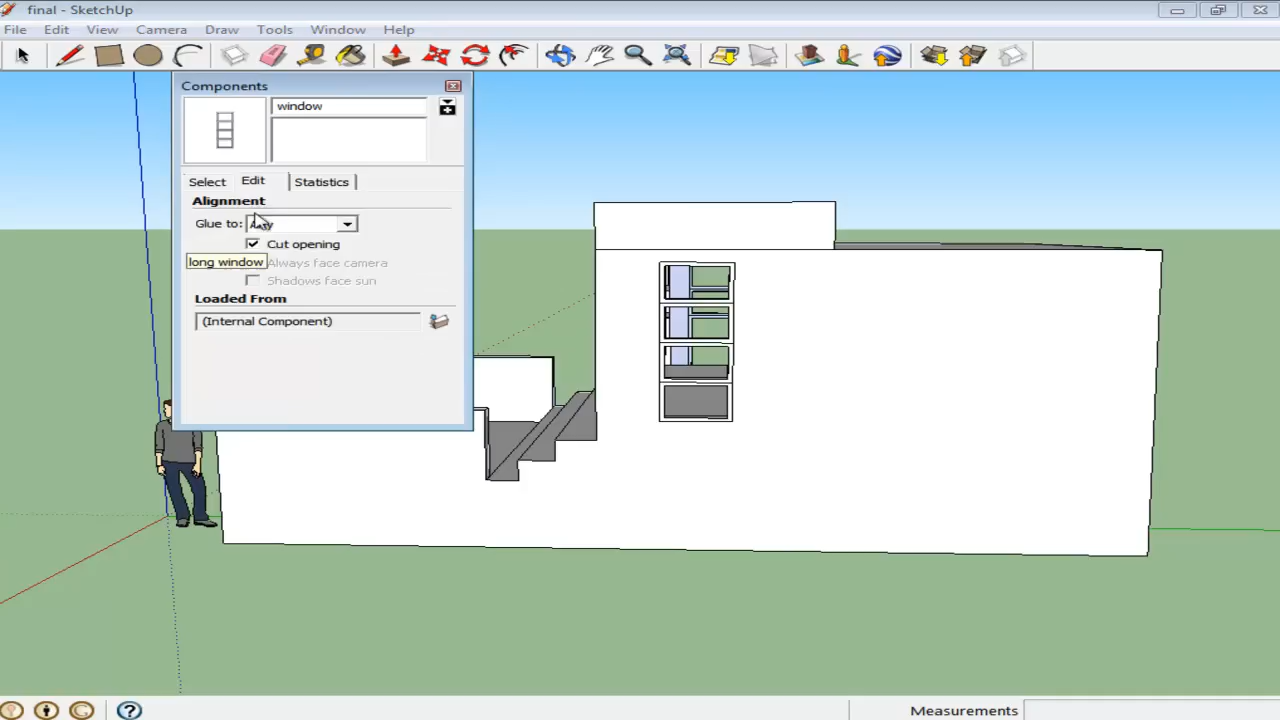 final - SketchUp
File Edit View Camera Draw Tools Window Help
Components
window
Select Edit Statistics
Alignment
Glue to: Any
Cut opening
long window
Always face camera
Shadows face sun
Loaded From
(Internal Component)
Measurements